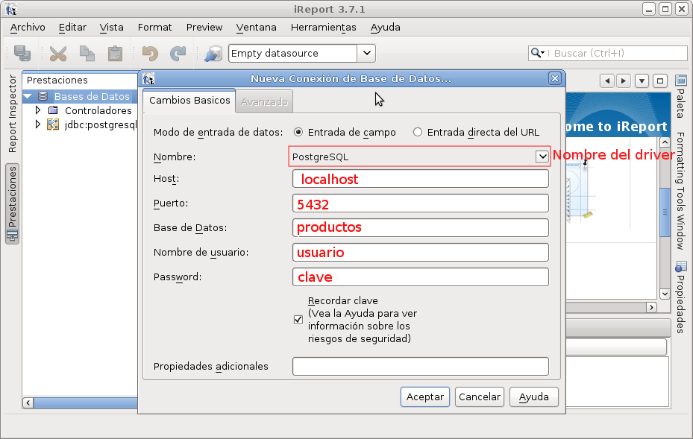 iReport 3.7.1
Archivo Editar Vista Format Preview Ventana Herramientas Ayuda
Empty datasource
Buscar (Ctrl+I)
Report Inspector
Prestaciones
Prestaciones
Bases de Datos
Controladores
jdbc:postgresql
Nueva Conexión de Base de Datos...
Cambios Basicos Avanzado
Modo de entrada de datos: Entrada de campo Entrada directa del URL
Nombre: PostgreSQL Nombre del driver
Host: localhost
Puerto: 5432
Base de Datos: productos
Nombre de usuario: usuario
Password: clave
Recordar clave
(Vea la Ayuda para ver
información sobre los
riesgos de seguridad)
Propiedades adicionales
Aceptar Cancelar Ayuda
ome to iReport
Paleta
Formatting Tools Window
Propiedades